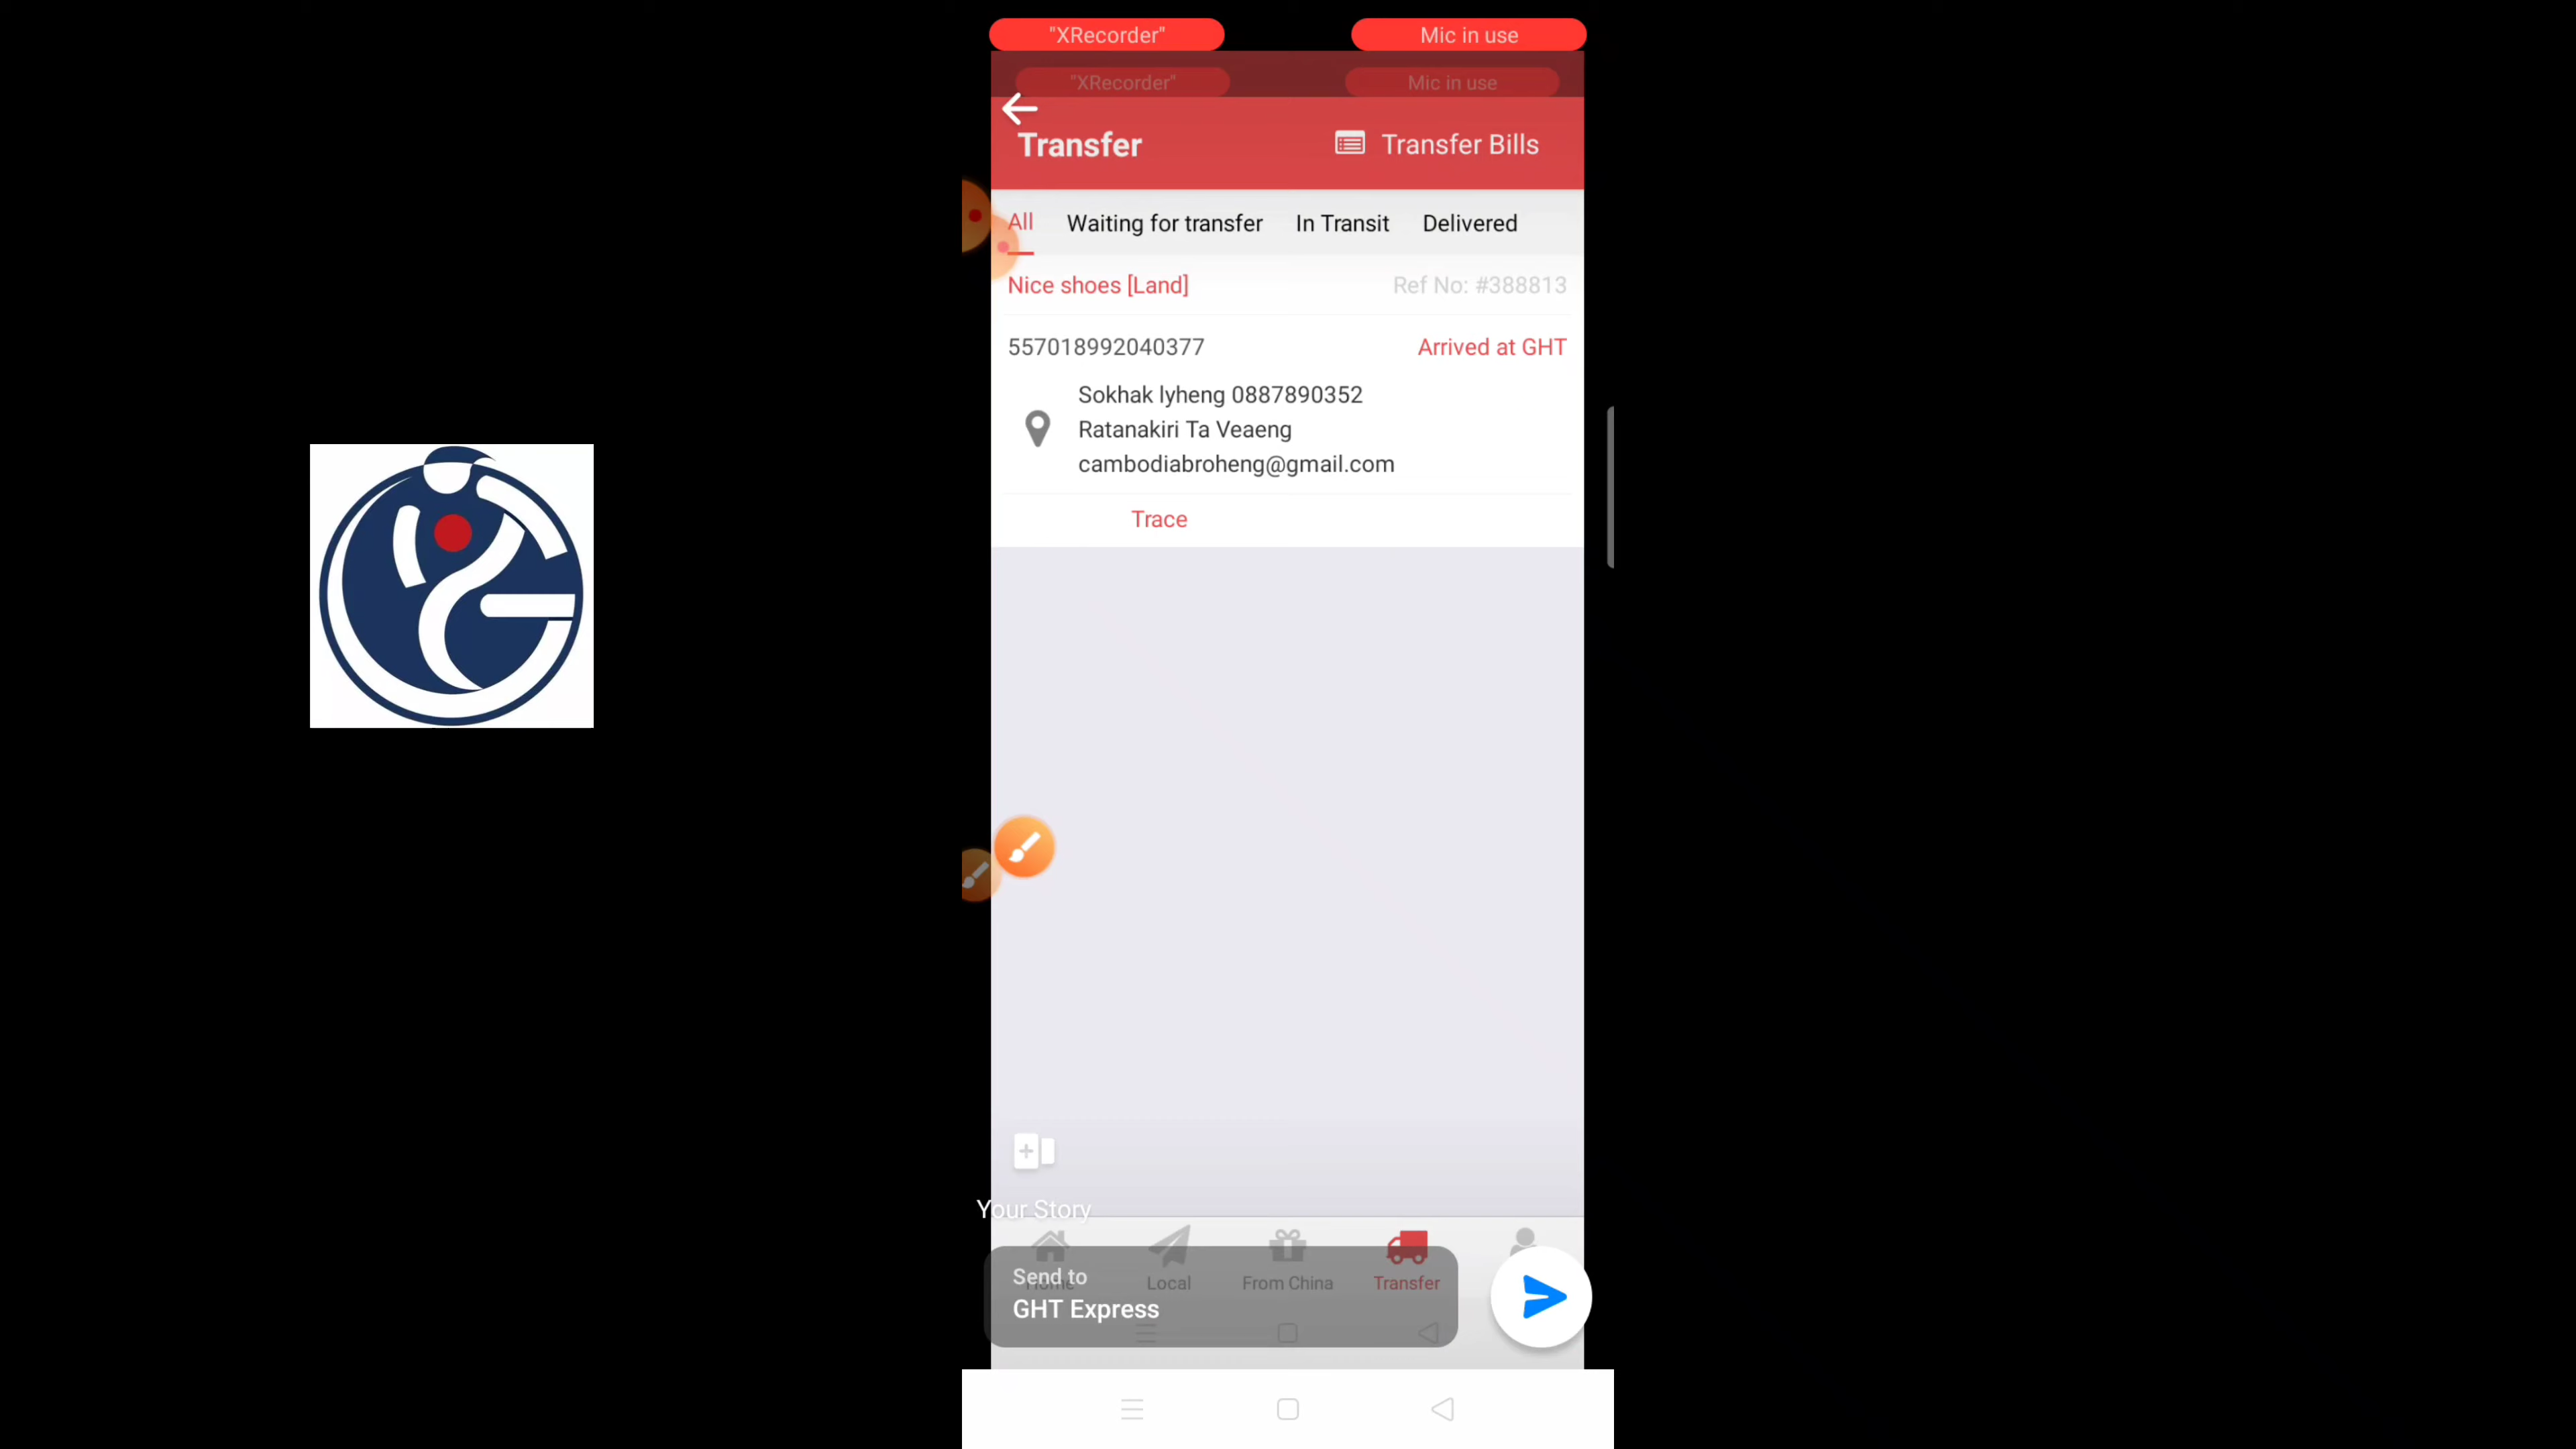 "XRecorder" Mic in use
"XRecorder" Mic in use
Transfer Transfer Bills
All Waiting for transfer In Transit Delivered
Nice shoes [Land] Ref No: #388813
557018992040377 Arrived at GHT
Sokhak lyheng 0887890352
Ratanakiri Ta Veaeng
cambodiabroheng@gmail.com
Trace
Your Story
Home Local From China Transfer
Send to
GHT Express